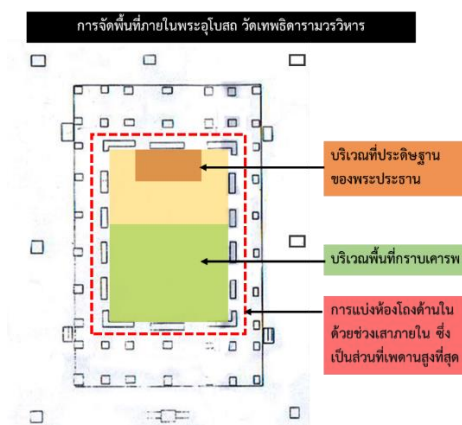 การจัดพื้นที่ภายในพระอุโบสถ วัดเทพธิดารามวรวิหาร
บริเวณที่ประดิษฐาน
ของพระประธาน
บริเวณพื้นที่กราบเคารพ
การแบ่งห้องโถงด้านใน
ด้วยช่วงเสาภายใน ซึ่ง
เป็นส่วนที่เพดานสูงที่สุด